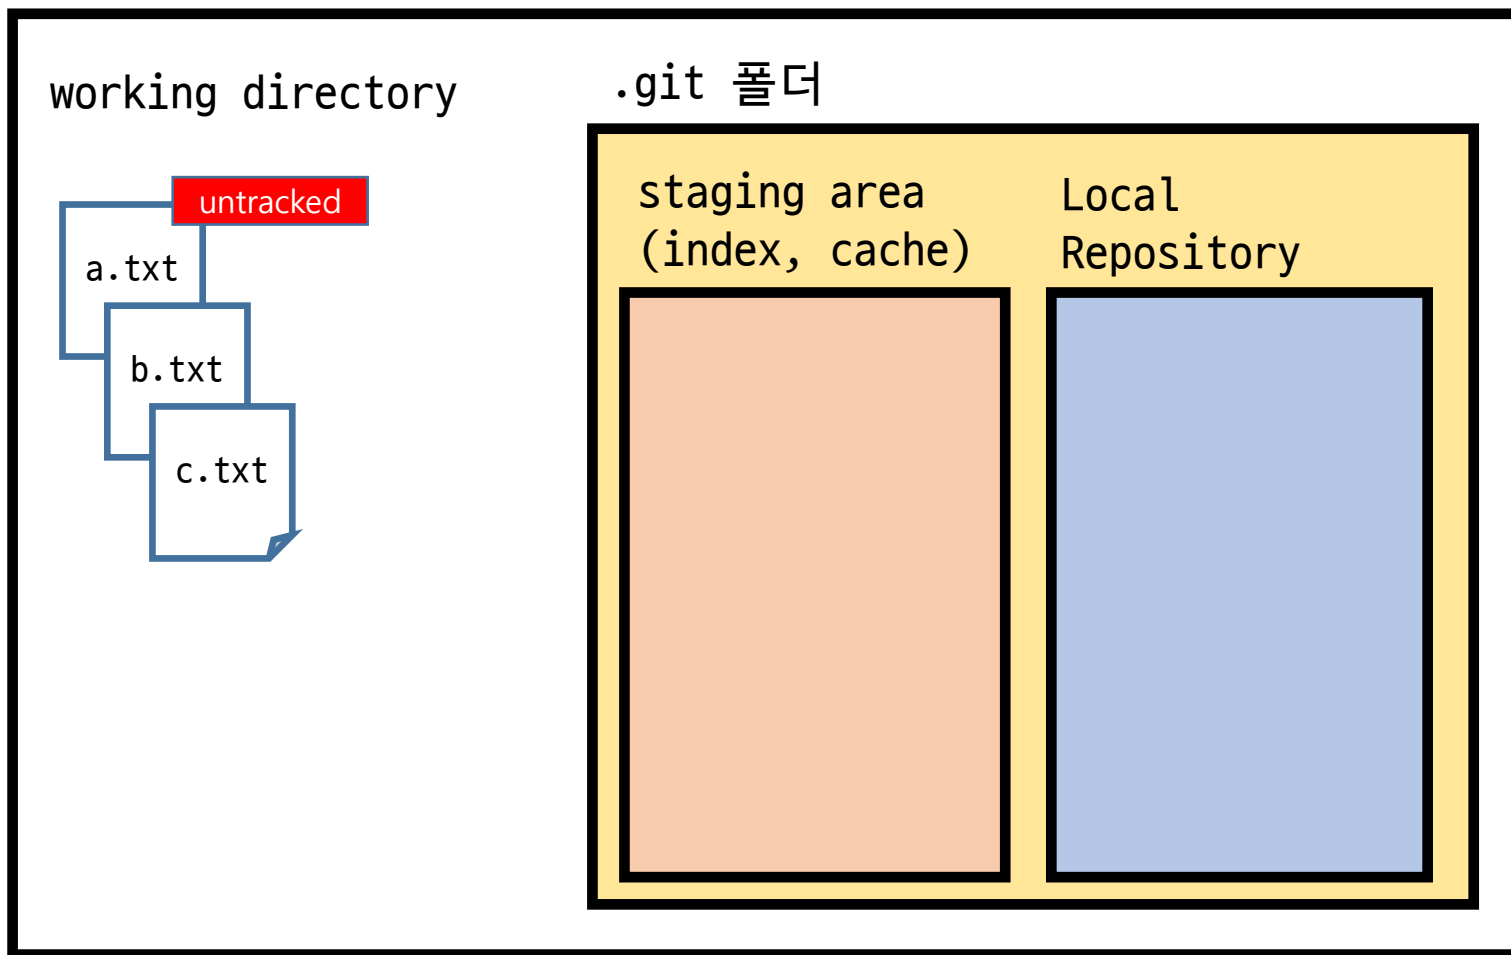 working directory
untracked
a.txt
b.txt
c.txt
.git 폴더
staging area
(index, cache)
Local
Repository